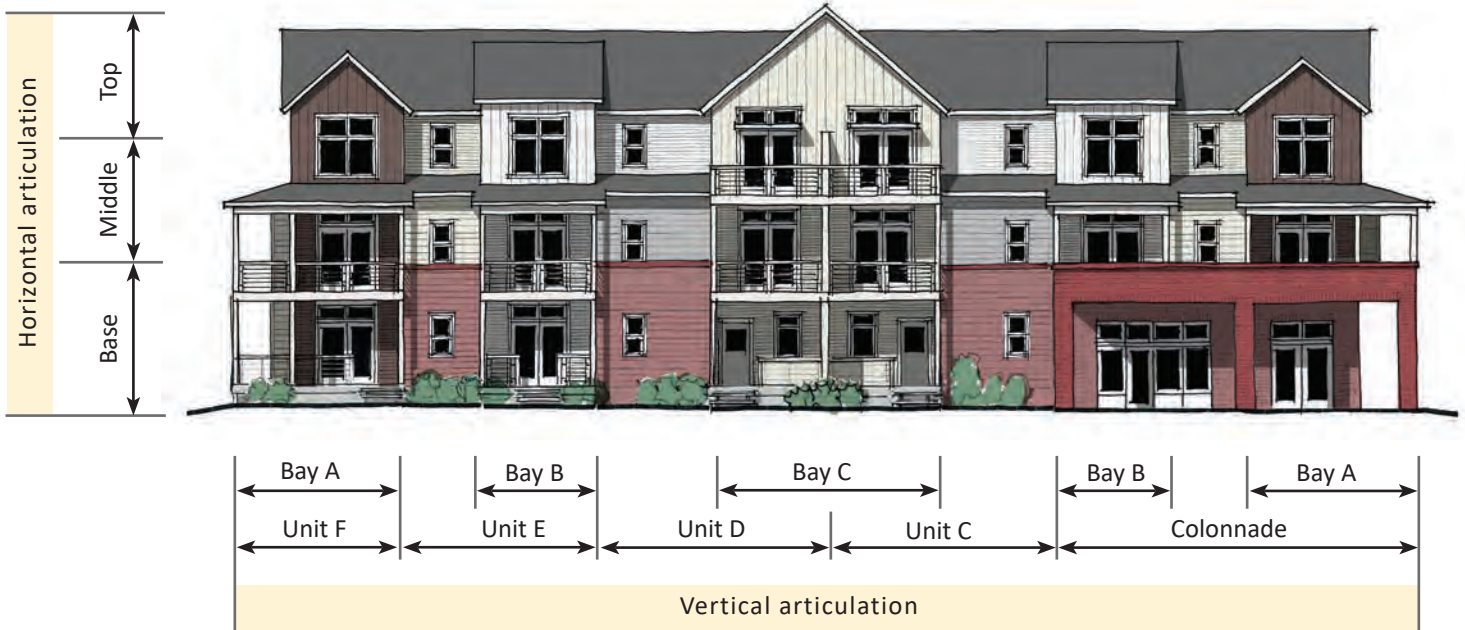 Horizontal articulation
Top
Middle
Base
Bay A
Bay B
Bay C
Bay B
Bay A
Unit F
Unit E
Unit D
Unit C
Colonnade
Vertical articulation